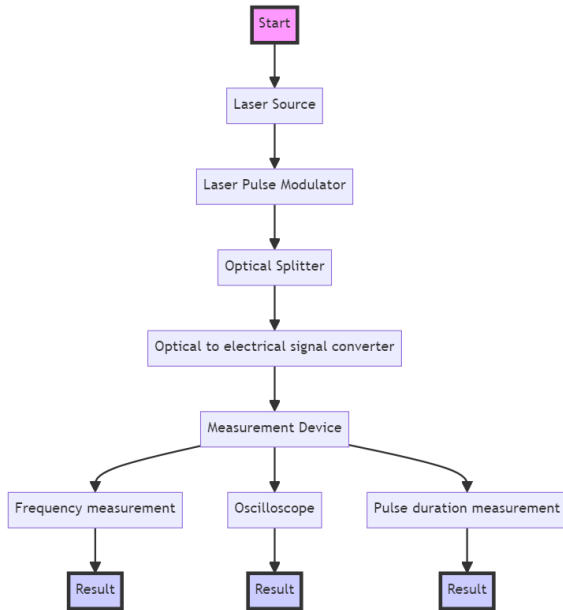 Start
Laser Source
Laser Pulse Modulator
Optical Splitter
Optical to electrical signal converter
Measurement Device
Frequency measurement
Oscilloscope
Pulse duration measurement
Result
Result
Result